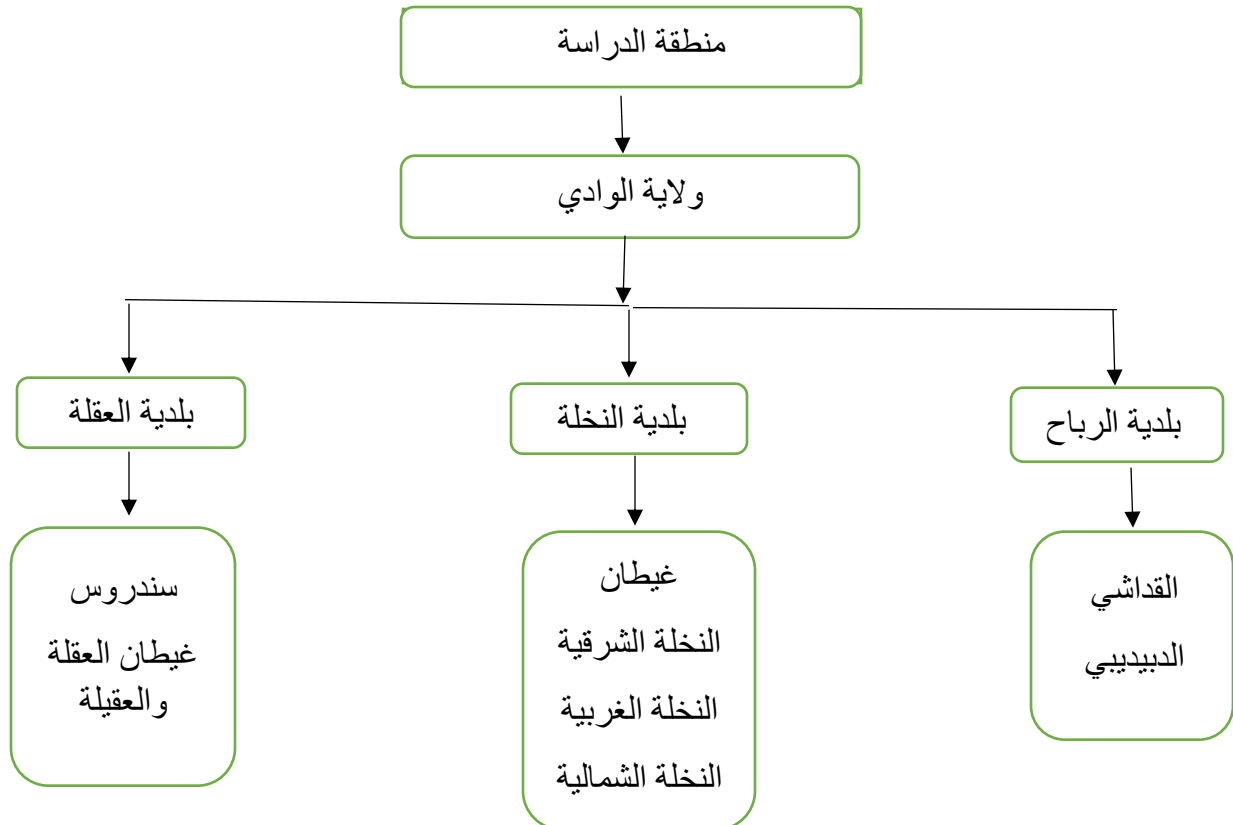 منطقة الدراسة
ولاية الوادي
بلدية الرباح
بلدية النخلة
بلدية العقلة
القداشي
الدبيديبي
غيطان
النخلة الشرقية
النخلة الغربية
النخلة الشمالية
سندروس
غيطان العقلة
والعقيلة